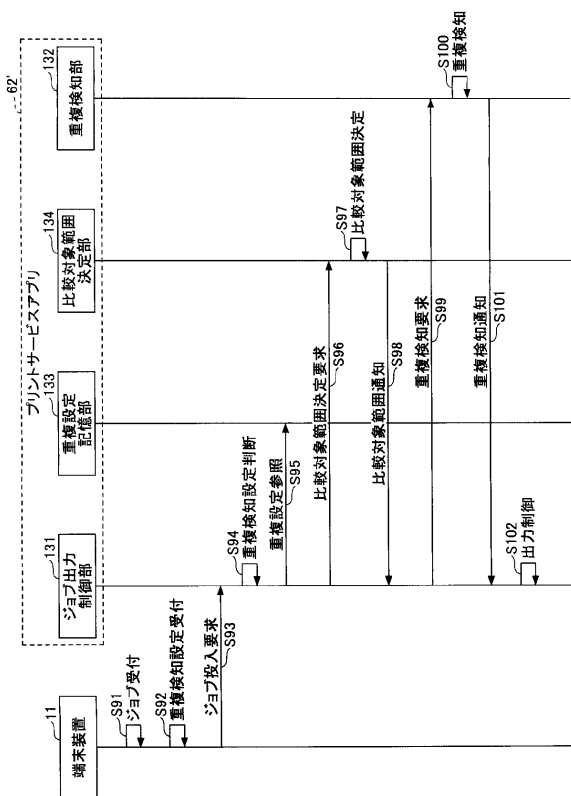 プリントサービスアプリ
62'
11
端末装置
131
ジョブ出力
制御部
133
重複設定
記憶部
134
比較対象範囲
決定部
132
重複検知部
S91
ジョブ受付
S92
重複検知設定受付
ジョブ投入要求
S93
S94
重複検知設定判断
重複設定参照
S95
比較対象範囲決定要求
S96
S97
比較対象範囲決定
比較対象範囲通知
S98
重複検知要求
S99
S100
重複検知
重複検知通知
S101
S102
出力制御